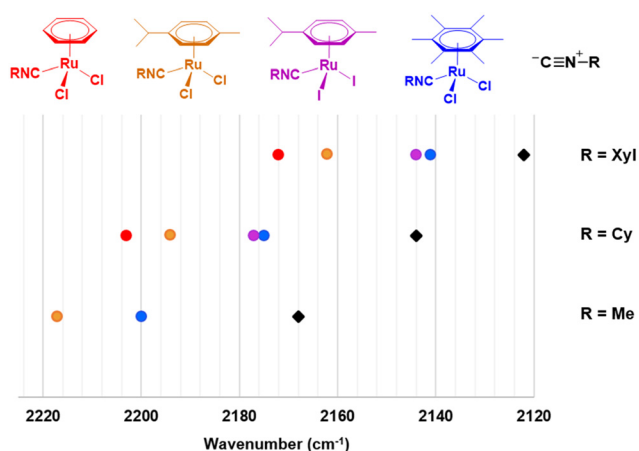 RNC Ru Cl Cl
RNC Ru Cl Cl
RNC Ru I I
RNC Ru Cl Cl
⁻C≡N⁺–R
R = Xyl
R = Cy
R = Me
2220 2200 2180 2160 2140 2120
Wavenumber (cm⁻¹)